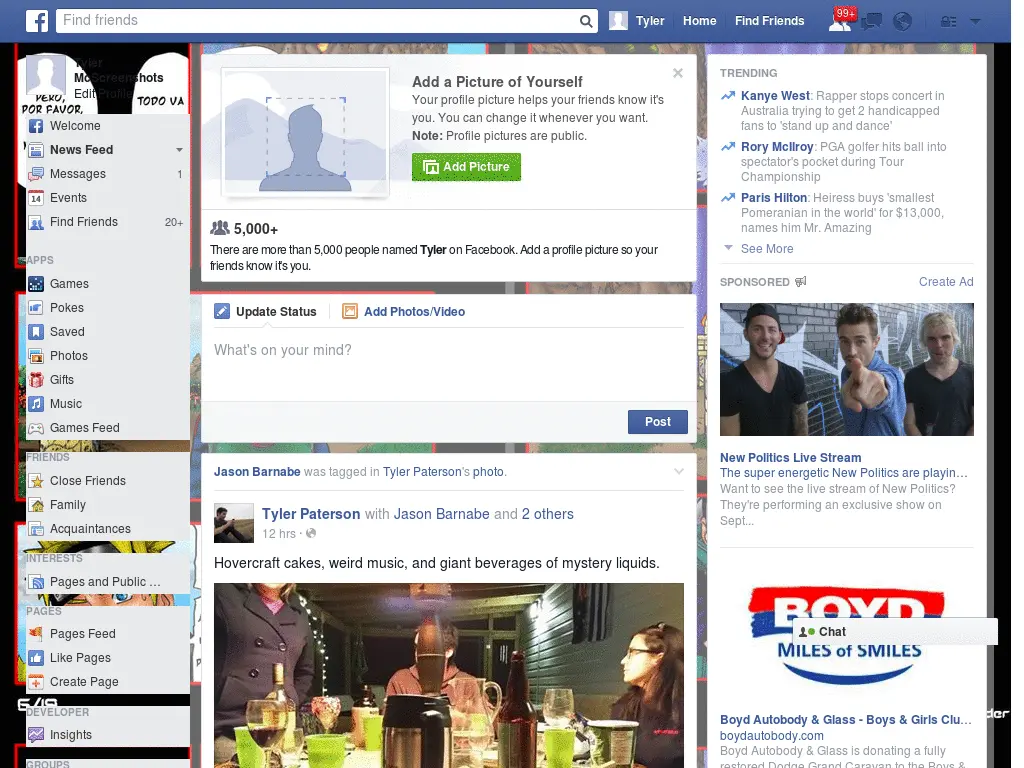 Find friends
Tyler
Home
Find Friends
99+
Tyler
McScreenshots
Edit Profile
PERO,
POR FAVOR,
TODO VA
Welcome
News Feed
Messages
1
14
Events
Find Friends
20+
APPS
Games
Pokes
Saved
Photos
Gifts
Music
Games Feed
FRIENDS
Close Friends
Family
Acquaintances
INTERESTS
Pages and Public ...
PAGES
Pages Feed
Like Pages
Create Page
DEVELOPER
Insights
GROUPS
Add a Picture of Yourself
Your profile picture helps your friends know it's
you. You can change it whenever you want.
Note: Profile pictures are public.
Add Picture
5,000+
There are more than 5,000 people named Tyler on Facebook. Add a profile picture so your
friends know it's you.
Update Status
Add Photos/Video
What's on your mind?
Post
Jason Barnabe was tagged in Tyler Paterson's photo.
Tyler Paterson with Jason Barnabe and 2 others
12 hrs ·
Hovercraft cakes, weird music, and giant beverages of mystery liquids.
TRENDING
Kanye West: Rapper stops concert in
Australia trying to get 2 handicapped
fans to 'stand up and dance'
Rory McIlroy: PGA golfer hits ball into
spectator's pocket during Tour
Championship
Paris Hilton: Heiress buys 'smallest
Pomeranian in the world' for $13,000,
names him Mr. Amazing
See More
SPONSORED
Create Ad
New Politics Live Stream
The super energetic New Politics are playin...
Want to see the live stream of New Politics?
They're performing an exclusive show on
Sept...
BOYD
Chat
MILES of SMILES
Boyd Autobody & Glass - Boys & Girls Clu...
boydautobody.com
Boyd Autobody & Glass is donating a fully
restored Dodge Grand Caravan to the Boys &